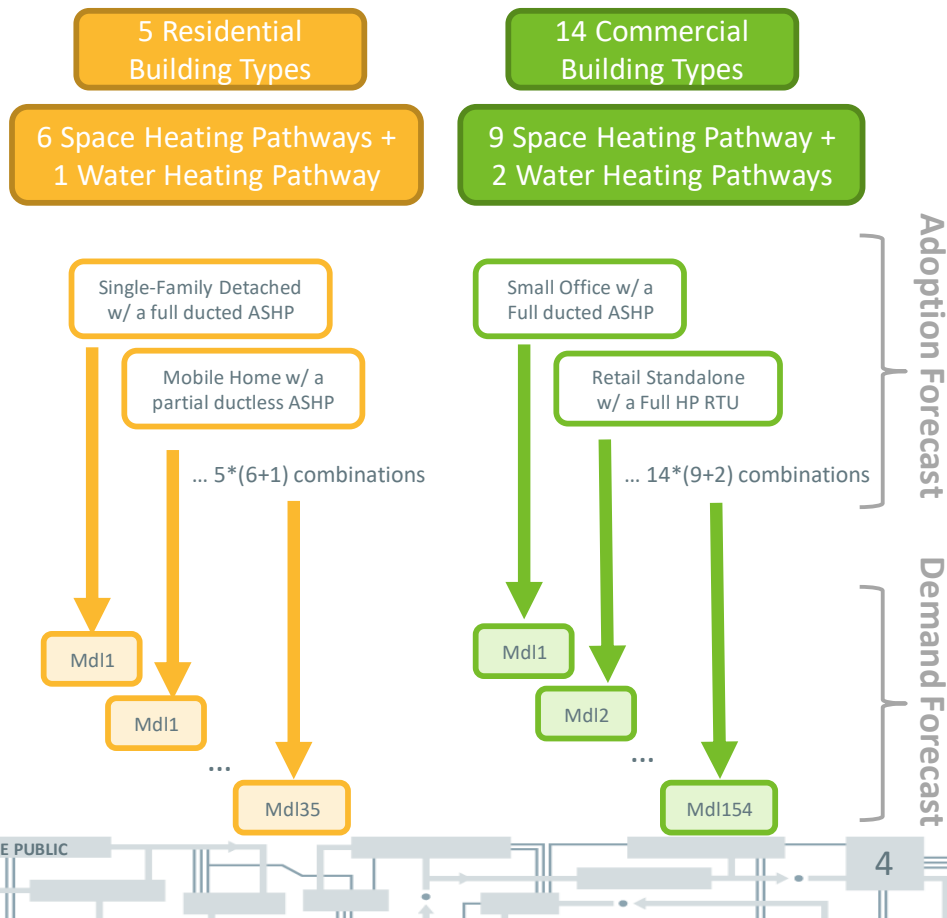 5 Residential
Building Types
14 Commercial
Building Types
6 Space Heating Pathways +
1 Water Heating Pathway
9 Space Heating Pathway +
2 Water Heating Pathways
Single-Family Detached
w/ a full ducted ASHP
Mobile Home w/ a
partial ductless ASHP
... 5*(6+1) combinations
Mdl1
Mdl1
...
Mdl35
Small Office w/ a
Full ducted ASHP
Retail Standalone
w/ a Full HP RTU
... 14*(9+2) combinations
Mdl1
Mdl2
...
Mdl154
Adoption Forecast
Demand Forecast
E PUBLIC
4